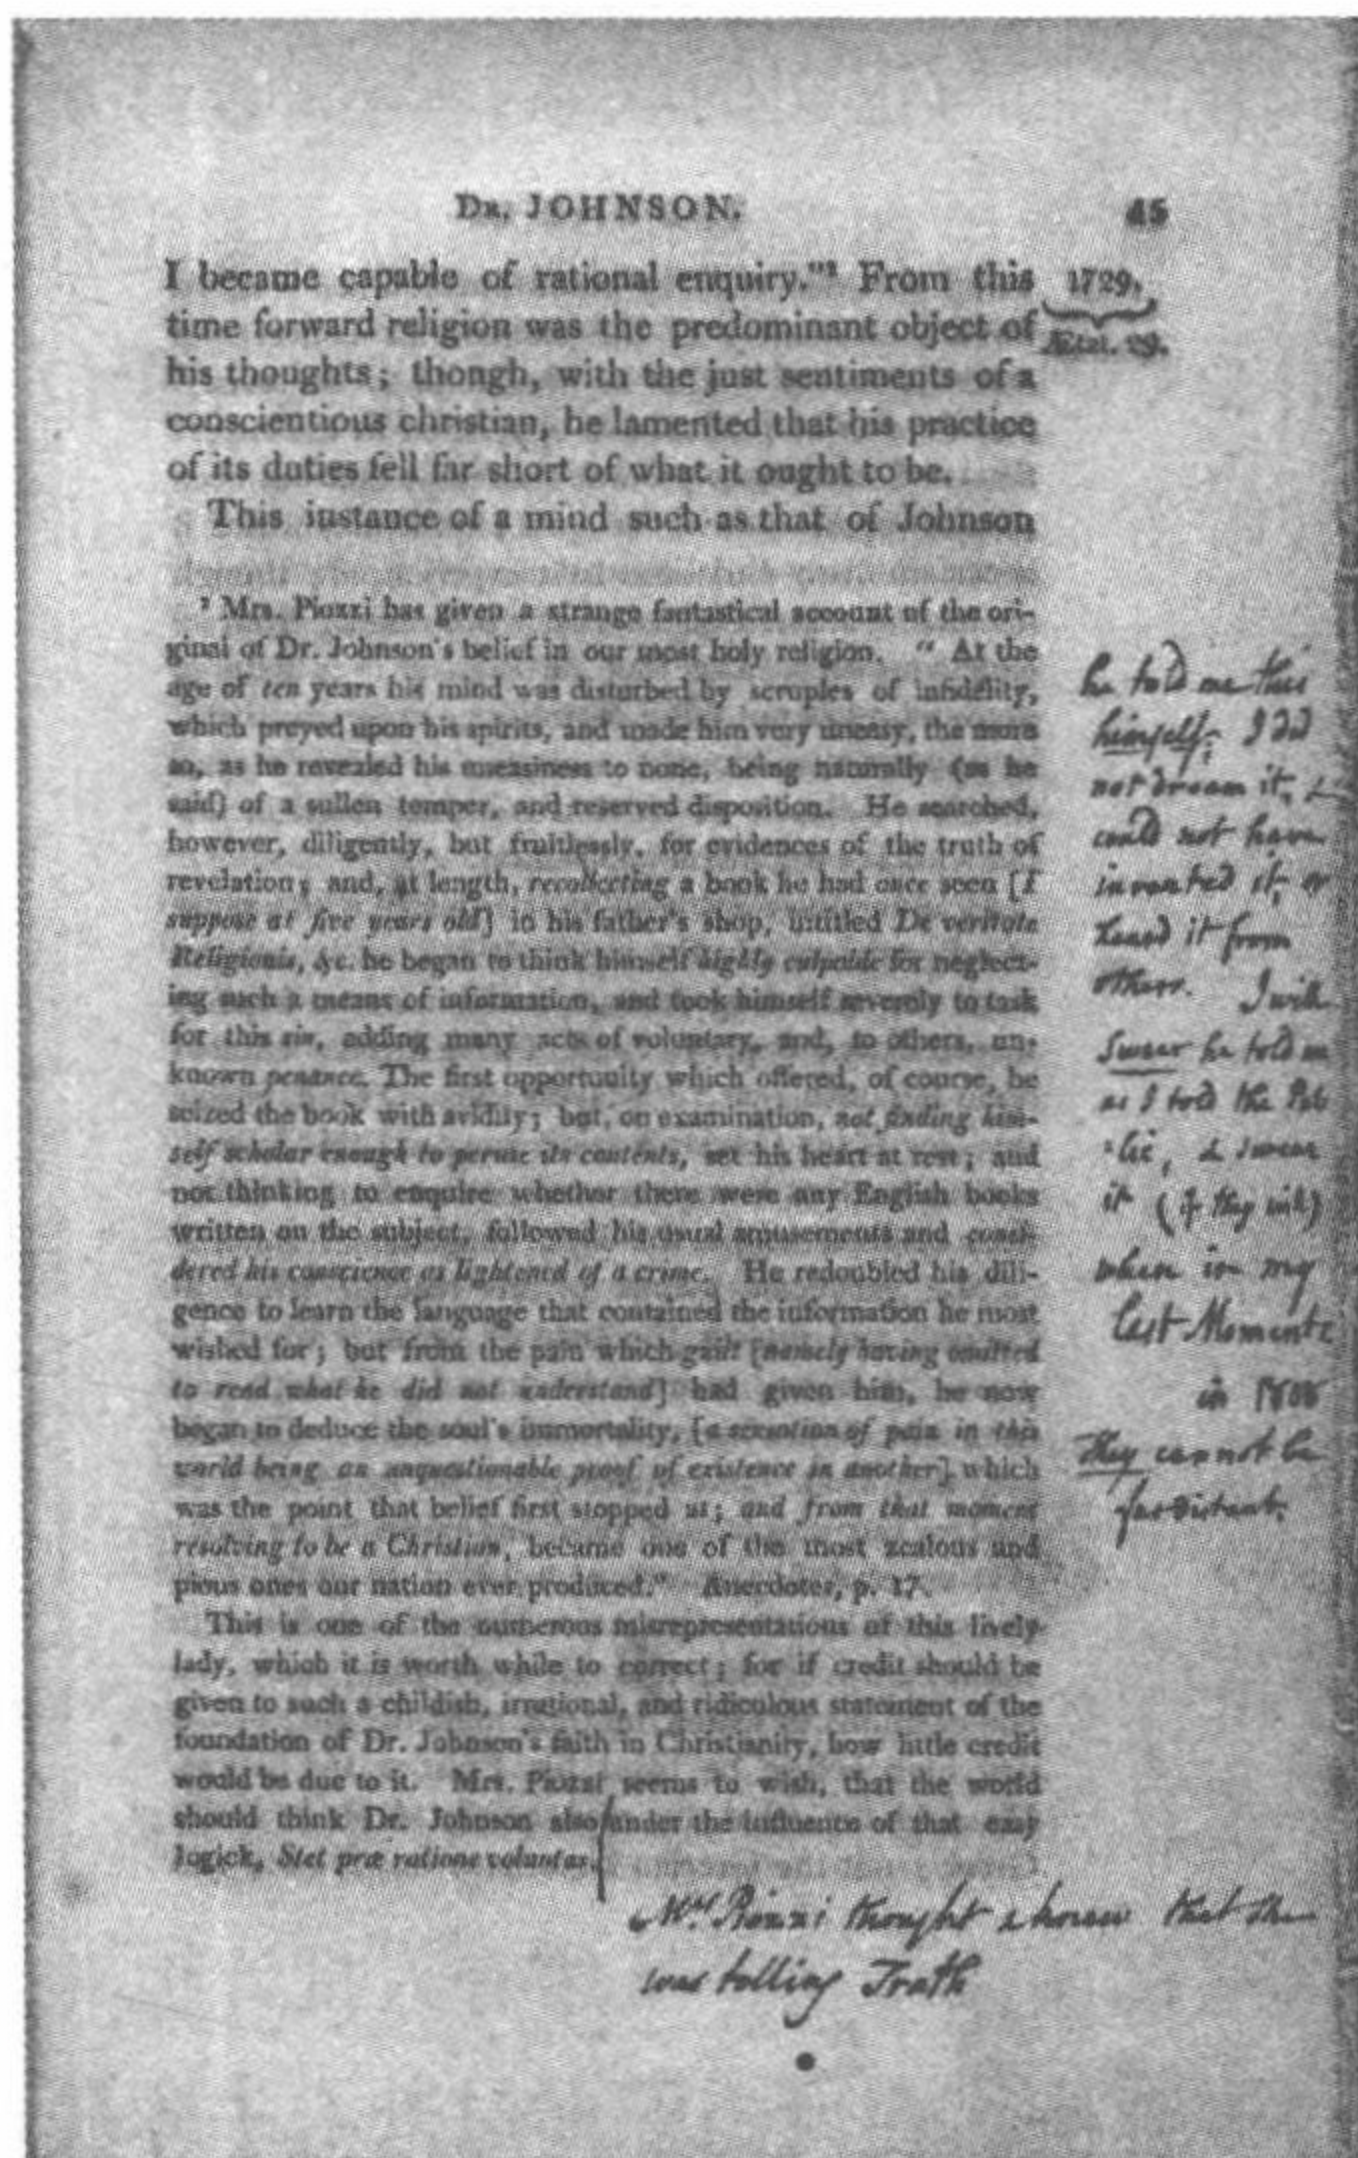 Dr. JOHNSON. 45
I became capable of rational enquiry."² From this
1729.
time forward religion was the predominant object of
Ætat. 29.
his thoughts; thongh, with the just sentiments of a
conscientious christian, he lamented that his practice
of its duties fell far short of what it ought to be.
This instance of a mind such as that of Johnson
² Mrs. Piozzi has given a strange fantastical account of the ori-
ginal of Dr. Johnson's belief in our most holy religion. "At the
age of ten years his mind was disturbed by scruples of infidelity,
which preyed upon his spirits, and made him very uneasy, the more
so, as he revealed his uneasiness to none, being naturally (as he
said) of a sullen temper, and reserved disposition. He searched,
however, diligently, but fruitlessly, for evidences of the truth of
revelation; and, at length, recollecting a book he had once seen [I
suppose at five years old] in his father's shop, intitled De veritate
Religionis, &c. he began to think himself highly culpable for neglect-
ing such a means of information, and took himself severely to task
for this sin, adding many acts of voluntary, and, to others, un-
known penance. The first opportunity which offered, of course, he
seized the book with avidity; but, on examination, not finding him-
self scholar enough to peruse its contents, set his heart at rest; and
not thinking to enquire whether there were any English books
written on the subject, followed his usual amusements and consi-
dered his conscience as lightened of a crime. He redoubled his dili-
gence to learn the language that contained the information he most
wished for; but from the pain which guilt [namely having omitted
to read what he did not understand] had given him, he now
began to deduce the soul's immortality, [a sensation of pain in this
world being an unquestionable proof of existence in another] which
was the point that belief first stopped at; and from that moment
resolving to be a Christian, became one of the most zealous and
pious ones our nation ever produced." Anecdotes, p. 17.
This is one of the numerous misrepresentations of this lively
lady, which it is worth while to correct; for if credit should be
given to such a childish, irrational, and ridiculous statement of the
foundation of Dr. Johnson's faith in Christianity, how little credit
would be due to it. Mrs. Piozzi seems to wish, that the world
should think Dr. Johnson also under the influence of that easy
logick, Stet pro ratione voluntas.
he told me this
himself; I did
not dream it, &
could not have
invented it, or
heard it from
others. I will
Swear he told me
as I told the Pub
-lic, & swear
it (if they will)
when in my
last Moments
in 1808
They cannot be
far distant.
Mrs. Piozzi thought & knew that She
was telling Truth